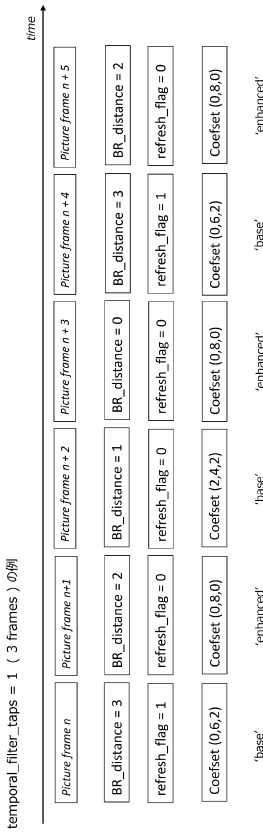 temporal_filter_taps = 1 ( 3 frames ) の例
time
Picture frame n
Picture frame n+1
Picture frame n + 2
Picture frame n + 3
Picture frame n + 4
Picture frame n + 5
BR_distance = 3
BR_distance = 2
BR_distance = 1
BR_distance = 0
BR_distance = 3
BR_distance = 2
refresh_flag = 1
refresh_flag = 0
refresh_flag = 0
refresh_flag = 0
refresh_flag = 1
refresh_flag = 0
Coefset (0,6,2)
Coefset (0,8,0)
Coefset (2,4,2)
Coefset (0,8,0)
Coefset (0,6,2)
Coefset (0,8,0)
'base'
'enhanced'
'base'
'enhanced'
'base'
'enhanced'